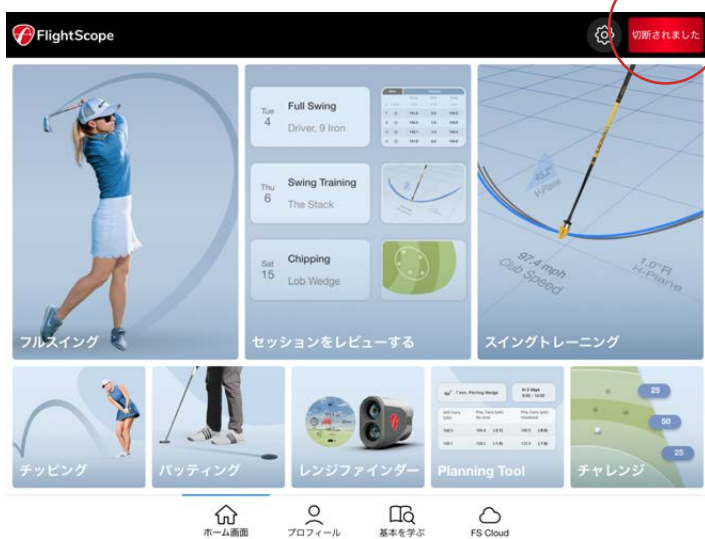 FlightScope
切断されました
Tue
4
Full Swing
Driver, 9 Iron
Thu
6
Swing Training
The Stack
Sat
15
Chipping
Lob Wedge
45.2°
V-Plane
97.4 mph
Club Speed
1.0°R
H-Plane
フルスイング
セッションをレビューする
スイングトレーニング
7 Iron, Pitching Wedge
In 2 days
25
50
25
チッピング
パッティング
レンジファインダー
Planning Tool
チャレンジ
ホーム画面
プロフィール
基本を学ぶ
FS Cloud